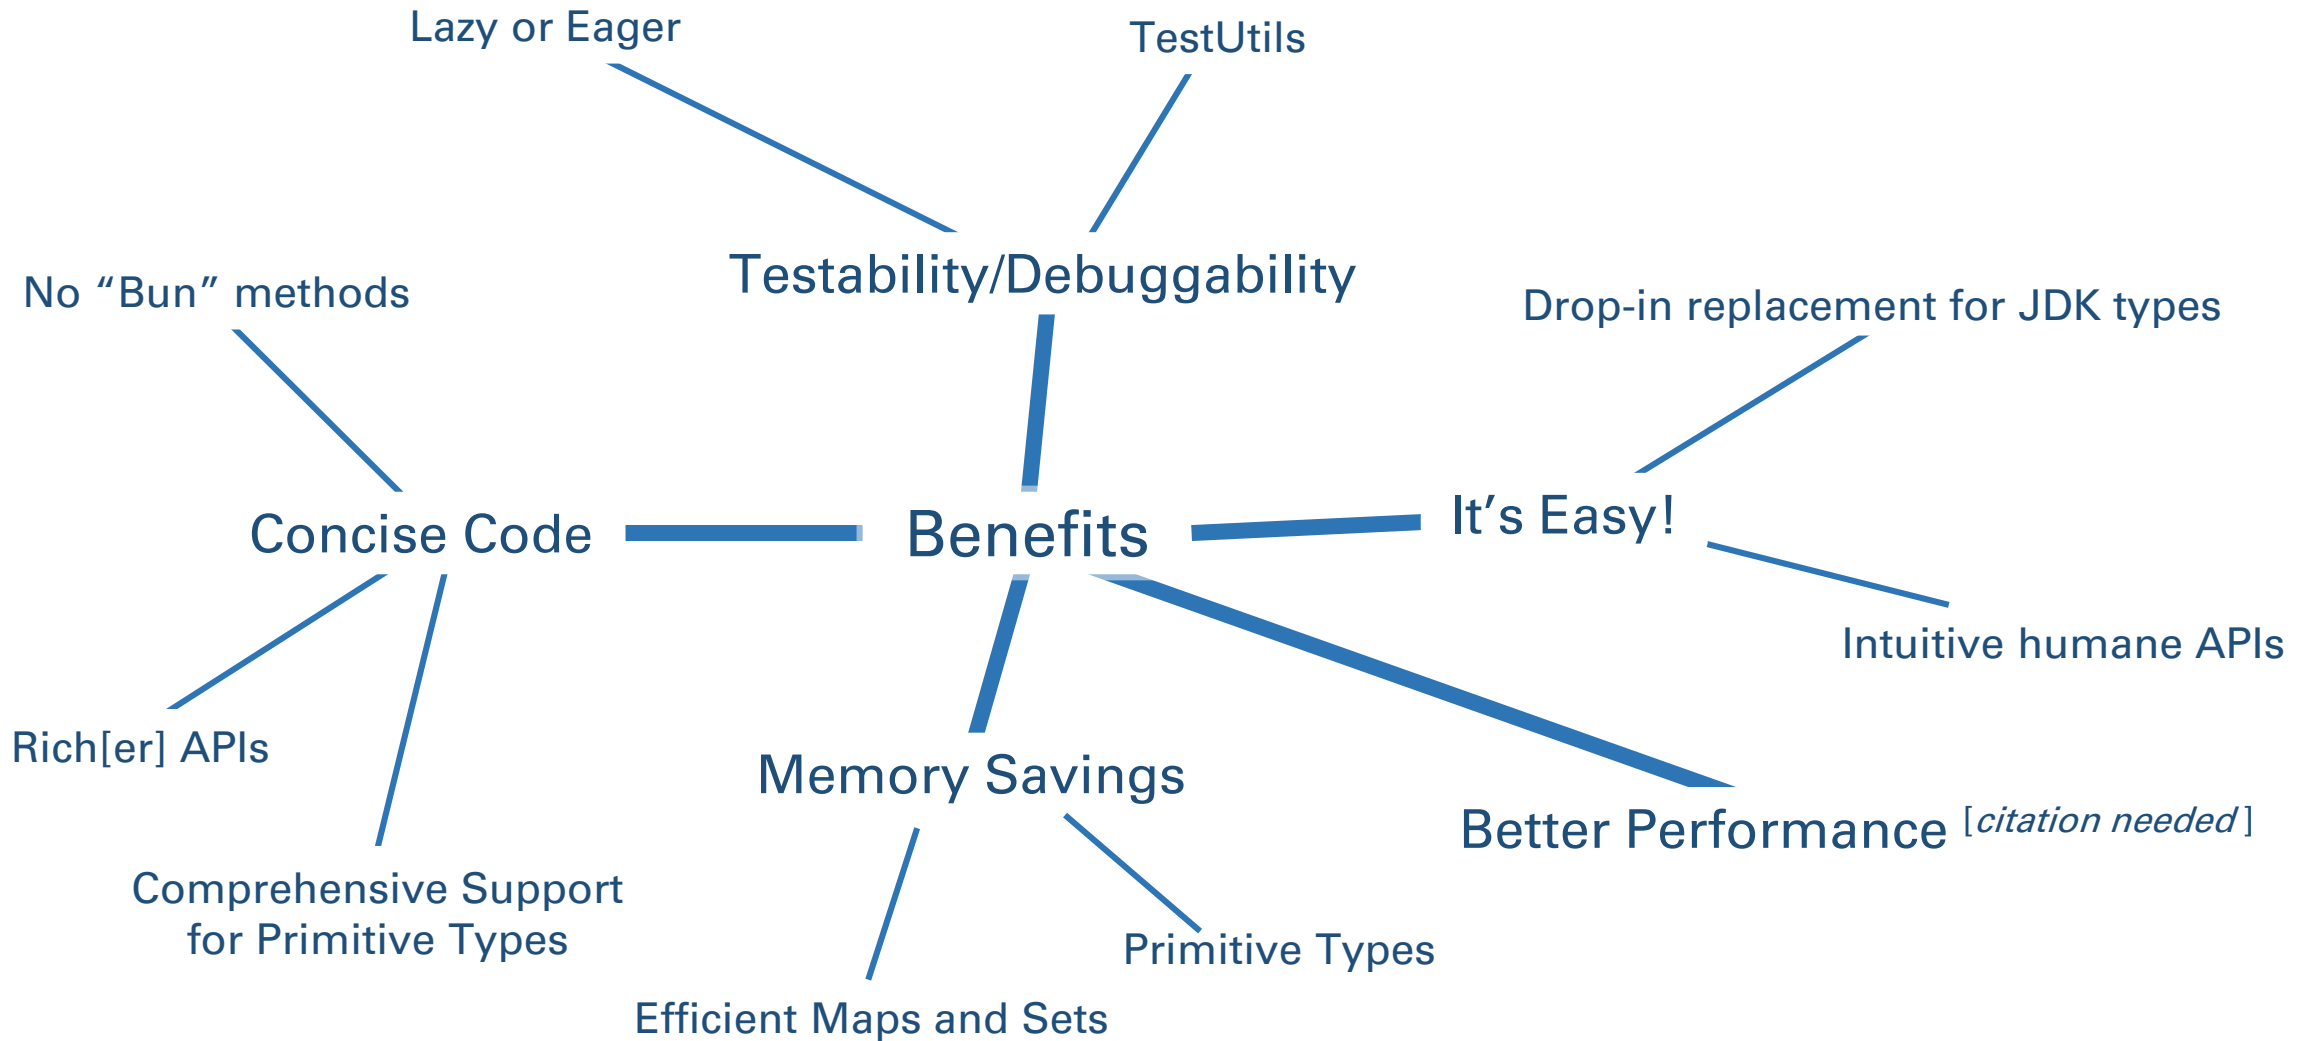 Lazy or Eager
TestUtils
Testability/Debuggability
No “Bun” methods
Drop-in replacement for JDK types
Concise Code
Benefits
It’s Easy!
Intuitive humane APIs
Rich[er] APIs
Memory Savings
Better Performance [citation needed]
Comprehensive Support
for Primitive Types
Primitive Types
Efficient Maps and Sets